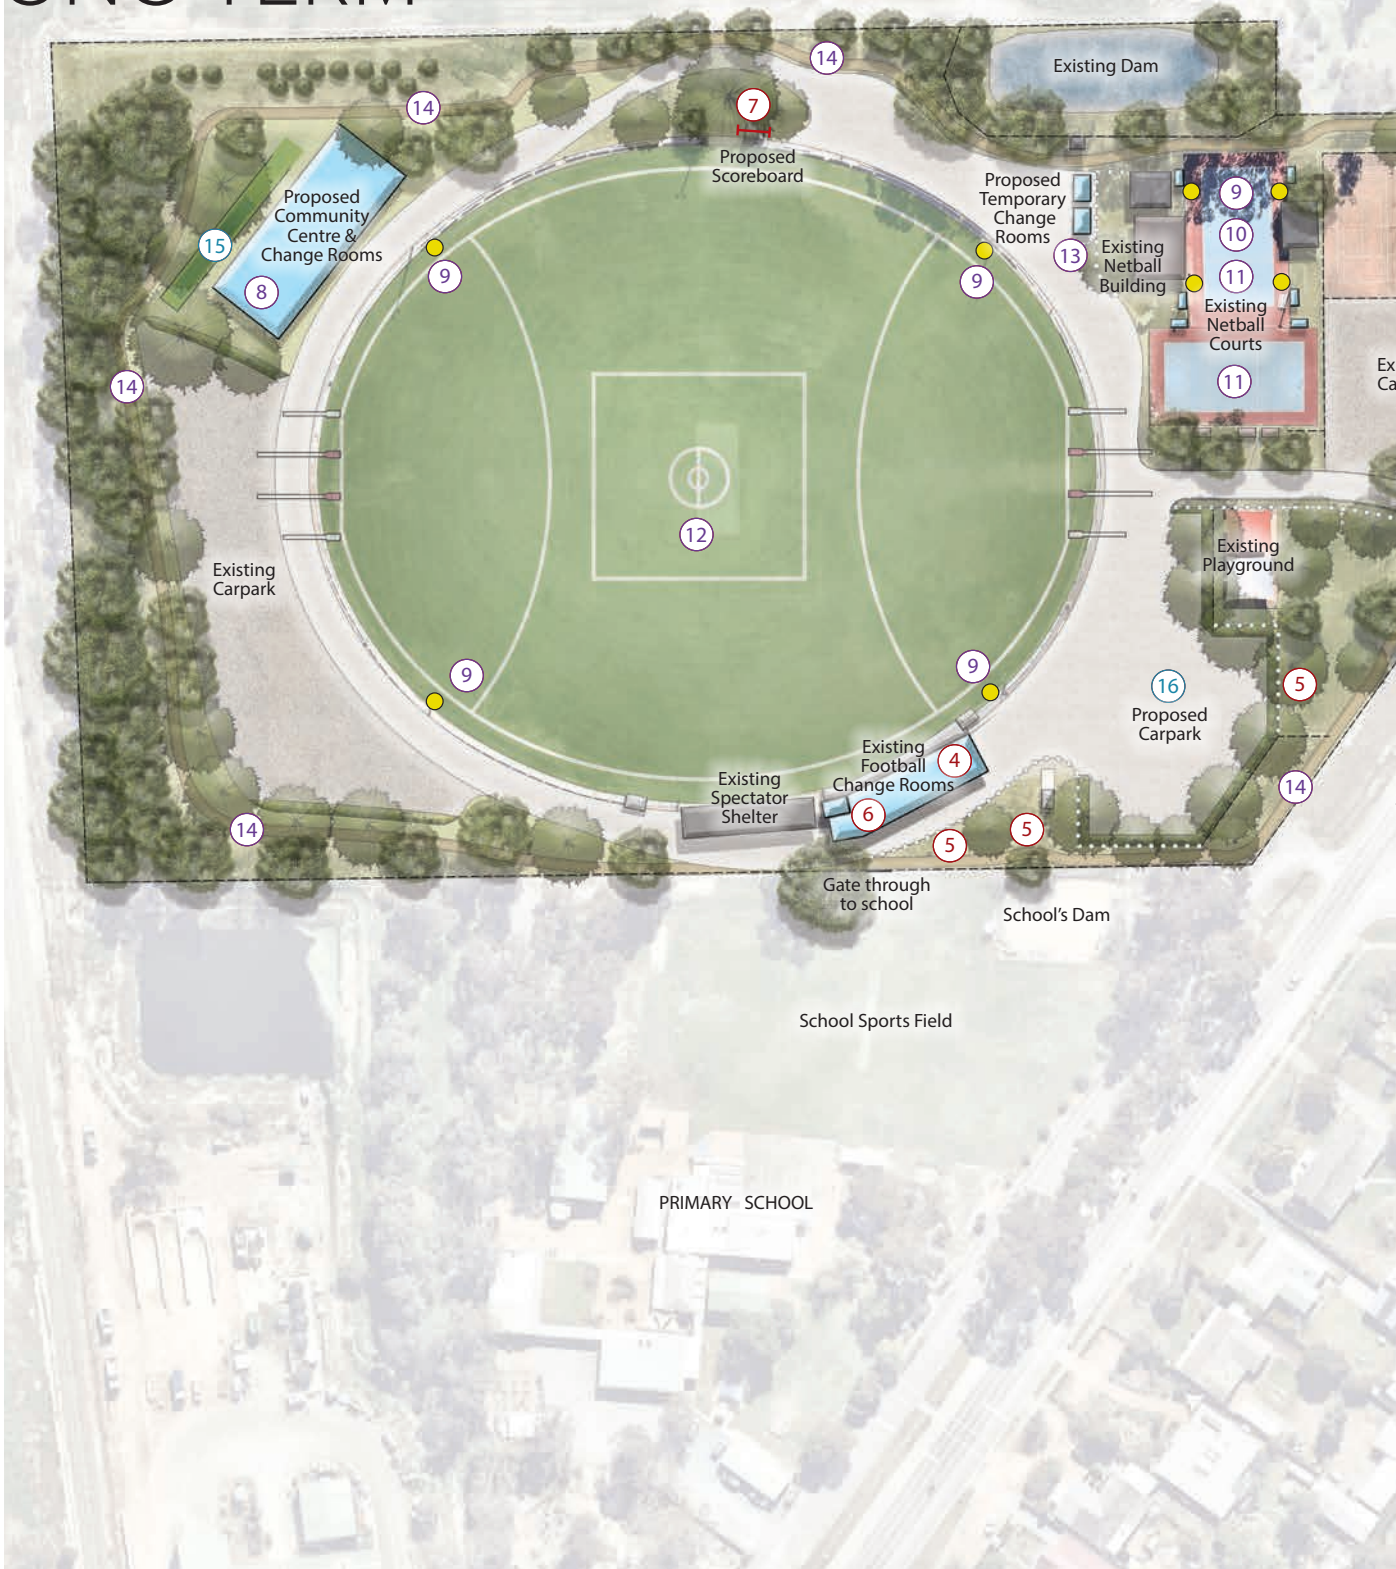 14
Existing Dam
14
7
Proposed
Scoreboard
Proposed
Temporary
Change
Rooms
13
9
10
11
Existing
Netball
Courts
11
Existing
Netball
Building
Proposed
Community
Centre &
Change Rooms
15
8
9
9
14
Ex
Ca
12
Existing
Carpark
Existing
Playground
9
9
16
Proposed
Carpark
5
Existing
Football
Change Rooms
4
6
Existing
Spectator
Shelter
14
14
5
5
Gate through
to school
School's Dam
School Sports Field
PRIMARY SCHOOL